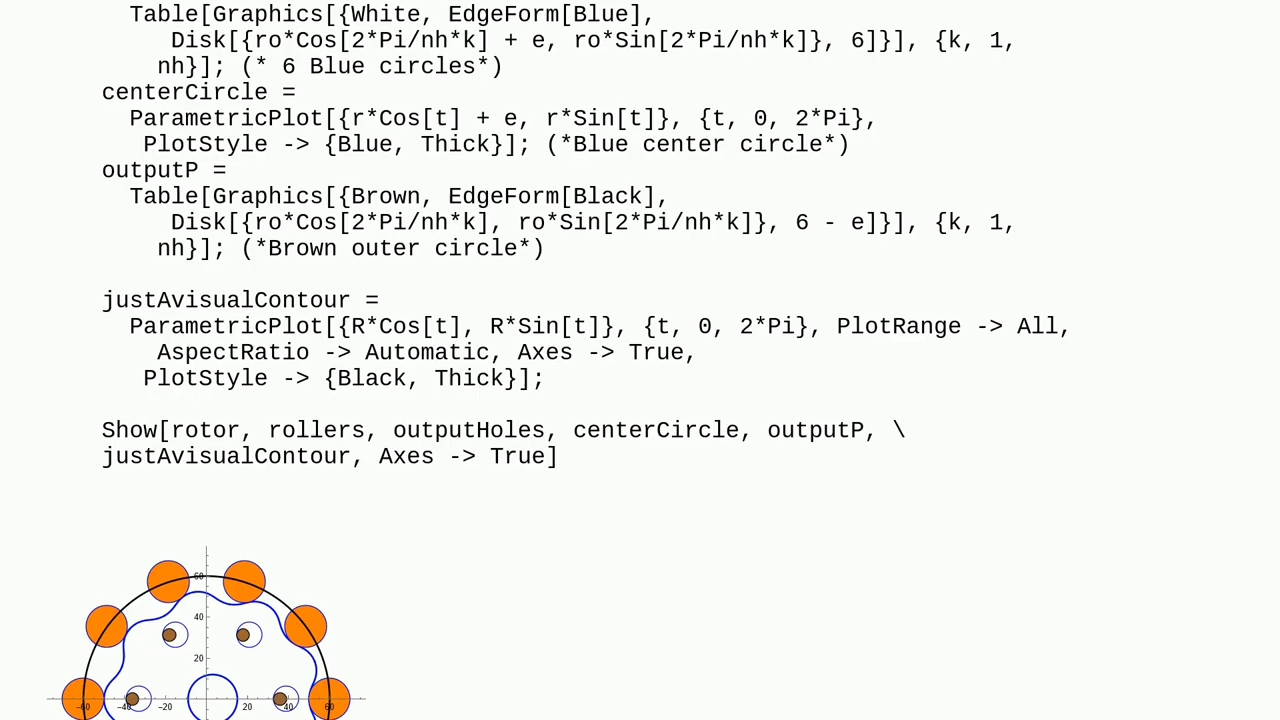 Table[Graphics[{White, EdgeForm[Blue],
Disk[{ro*Cos[2*Pi/nh*k] + e, ro*Sin[2*Pi/nh*k]}, 6]}], {k, 1,
nh}]; (* 6 Blue circles*)
centerCircle =
ParametricPlot[{r*Cos[t] + e, r*Sin[t]}, {t, 0, 2*Pi},
PlotStyle -> {Blue, Thick}]; (*Blue center circle*)
outputP =
Table[Graphics[{Brown, EdgeForm[Black],
Disk[{ro*Cos[2*Pi/nh*k], ro*Sin[2*Pi/nh*k]}, 6 - e]}], {k, 1,
nh}]; (*Brown outer circle*)
justAvisualContour =
ParametricPlot[{R*Cos[t], R*Sin[t]}, {t, 0, 2*Pi}, PlotRange -> All,
AspectRatio -> Automatic, Axes -> True,
PlotStyle -> {Black, Thick}];
Show[rotor, rollers, outputHoles, centerCircle, outputP, \
justAvisualContour, Axes -> True]
60
40
20
-60 -40 -20 20 40 60